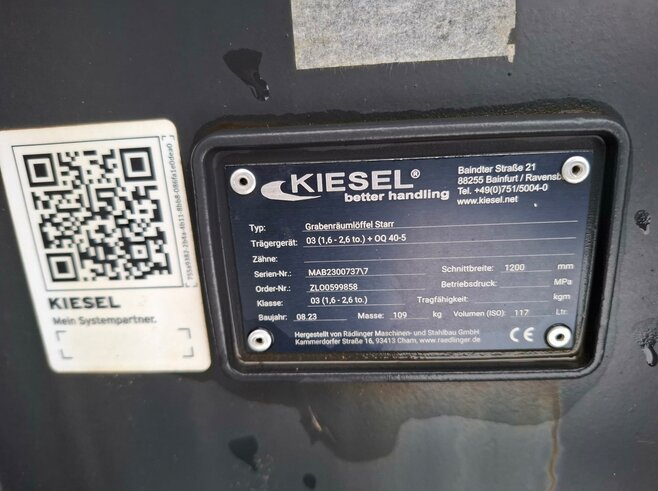 KIESEL
Mein Systempartner.
KIESEL®
better handling
Baindter Straße 21
88255 Bainfurt / Ravensb
Tel. +49(0)751/5004-0
www.kiesel.net
Typ: Grabenräumlöffel Starr
Trägergerät: 03 (1,6 - 2,6 to.) + OQ 40-5
Zähne:
Serien-Nr.: MAB2300737\7 Schnittbreite: 1200 mm
Order-Nr.: ZLO0599858 Betriebsdruck: MPa
Klasse: 03 (1,6 - 2,6 to.) Tragfähigkeit: kgm
Baujahr: 08.23 Masse: 109 kg Volumen (ISO): 117 Ltr.
Hergestellt von Rädlinger Maschinen- und Stahlbau GmbH
Kammerdorfer Straße 16, 93413 Cham, www.raedlinger.de
CE